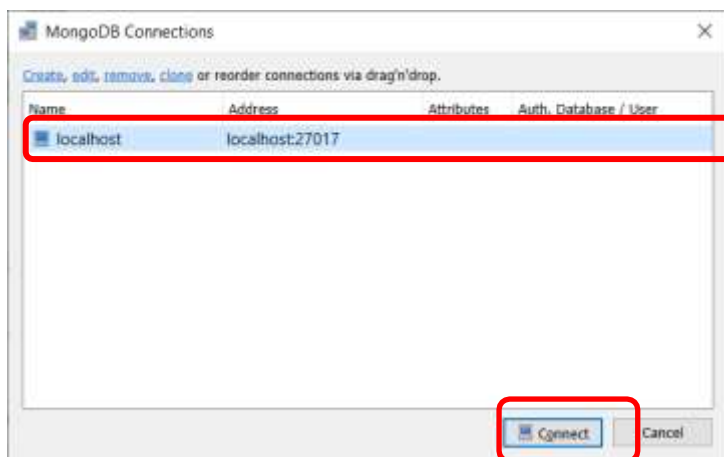 MongoDB Connections
Create, edit, remove, clone or reorder connections via drag'n'drop.
Name Address Attributes Auth. Database / User
localhost localhost:27017
Connect Cancel